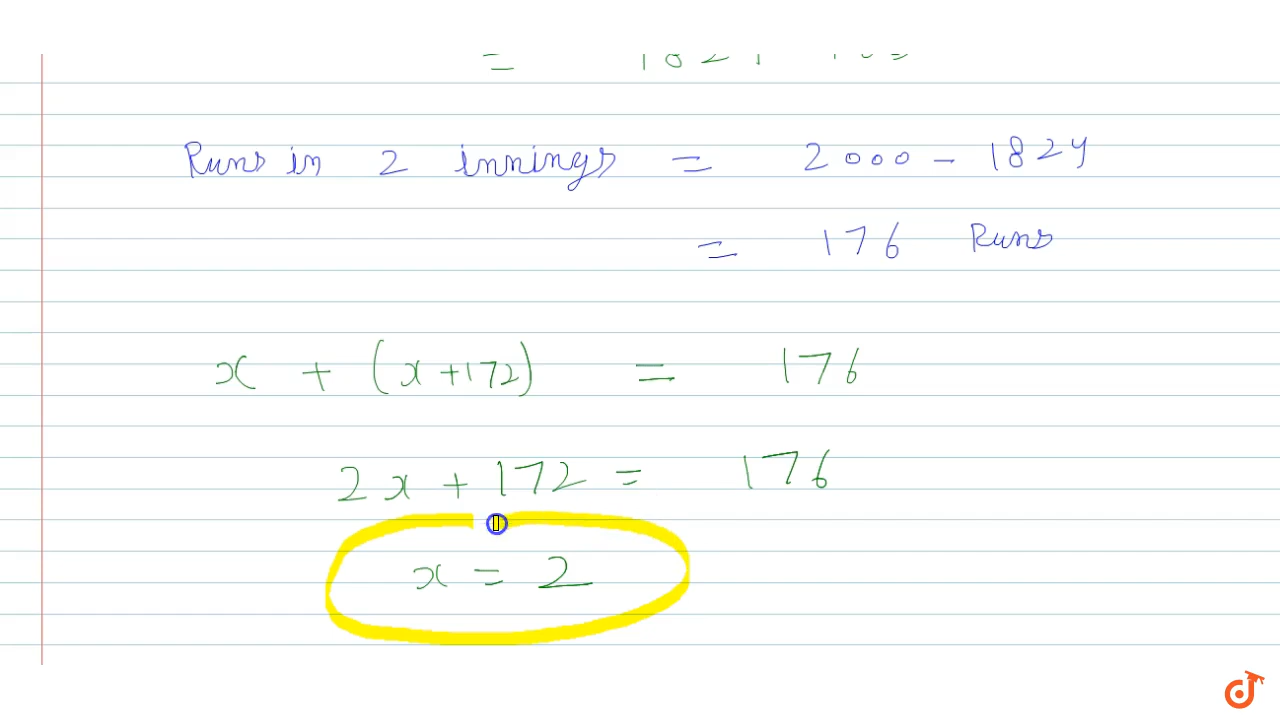 =
Runs in 2 innings = 2000 - 1824
= 176 Runs
x + (x+172) = 176
2x + 172 = 176
x = 2